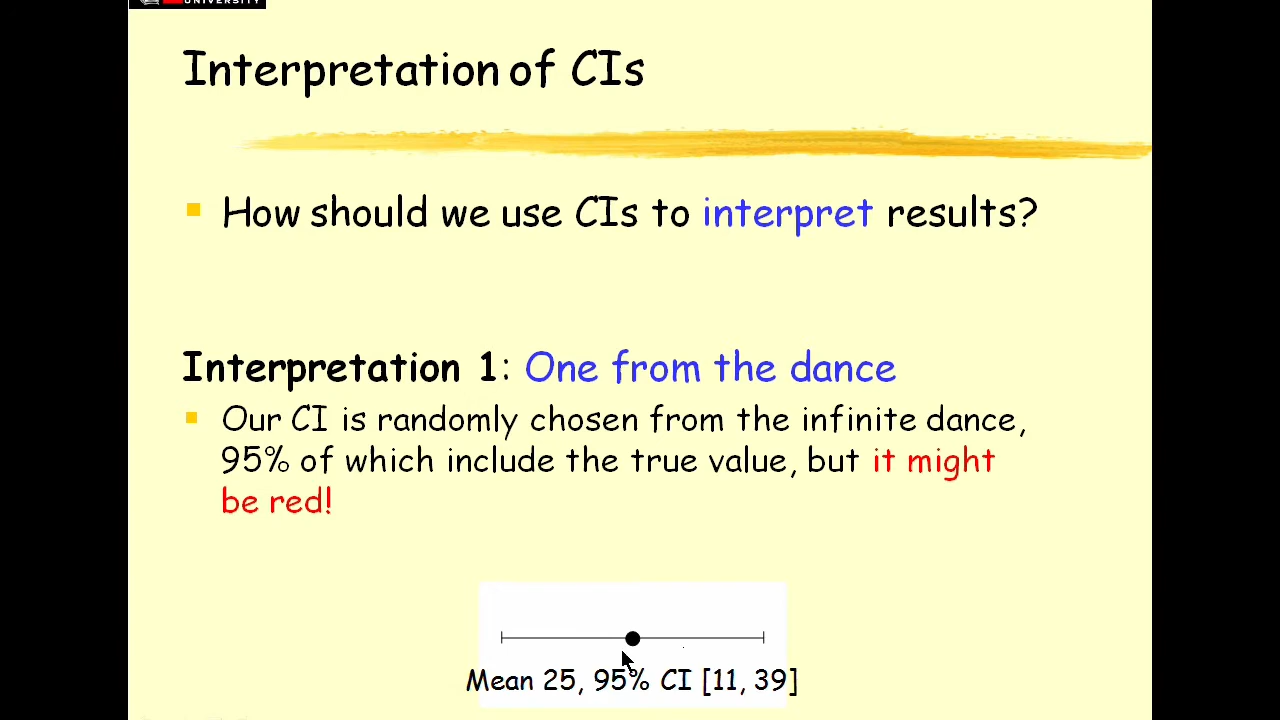 UNIVERSITY
Interpretation of CIs
How should we use CIs to interpret results?
Interpretation 1: One from the dance
Our CI is randomly chosen from the infinite dance,
95% of which include the true value, but it might
be red!
Mean 25, 95% CI [11, 39]